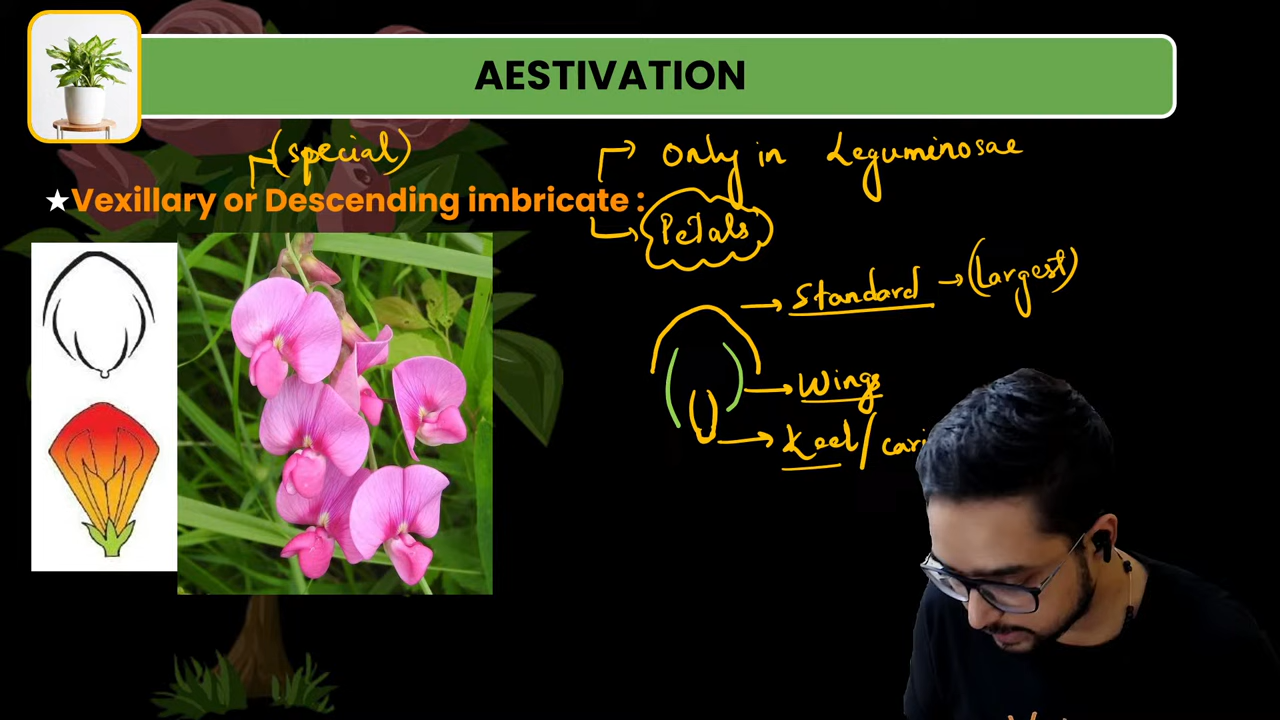 AESTIVATION
(special)
only in Leguminosae
★Vexillary or Descending imbricate :
Petals
Standard → (largest)
Wings
Keel/